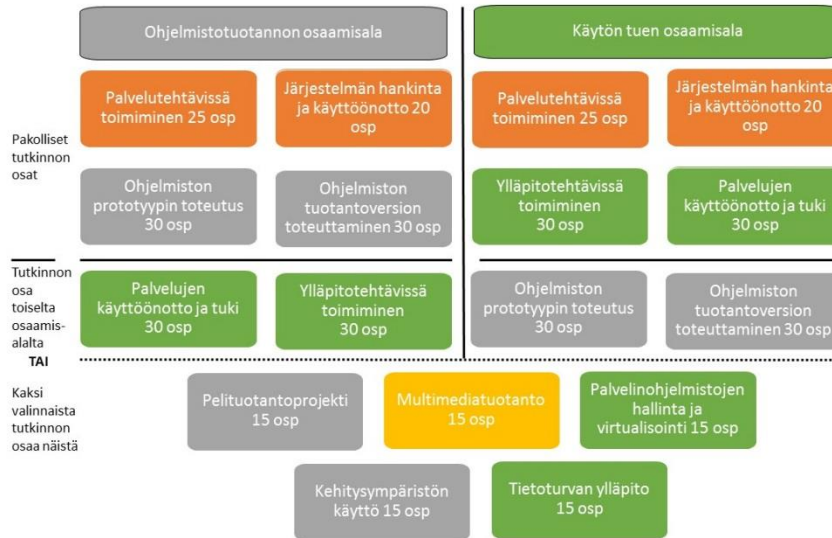 Ohjelmistotuotannon osaamisala
Käytön tuen osaamisala
Pakolliset
tutkinnon
osat
Palvelutehtävissä
toimiminen 25 osp
Järjestelmän hankinta
ja käyttöönotto 20
osp
Palvelutehtävissä
toimiminen 25 osp
Järjestelmän hankinta
ja käyttöönotto 20
osp
Ohjelmiston
prototyypin toteutus
30 osp
Ohjelmiston
tuotantoversion
toteuttaminen 30 osp
Ylläpitotehtävissä
toimiminen
30 osp
Palvelujen
käyttöönotto ja tuki
30 osp
Tutkinnon
osa
toiselta
osaamis-
alalta
Palvelujen
käyttöönotto ja tuki
30 osp
Ylläpitotehtävissä
toimiminen
30 osp
Ohjelmiston
prototyypin toteutus
30 osp
Ohjelmiston
tuotantoversion
toteuttaminen 30 osp
TAI
Kaksi
valinnaista
tutkinnon
osaa näistä
Pelituotantoprojekti
15 osp
Multimediatuotanto
15 osp
Palvelinohjelmistojen
hallinta ja
virtualisointi 15 osp
Kehitysympäristön
käyttö 15 osp
Tietoturvan ylläpito
15 osp